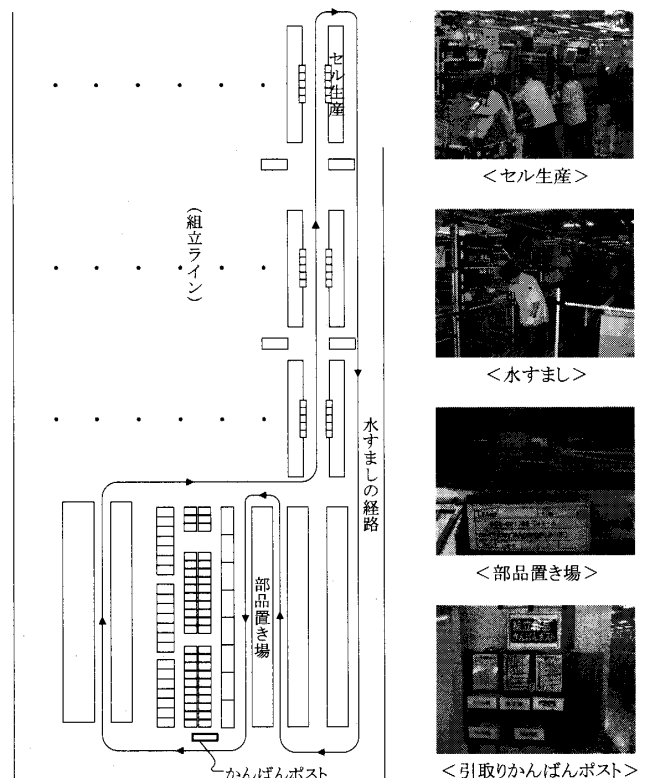 セル生産
(組立ライン)
水すましの経路
部品置き場
かんばんポスト
＜セル生産＞
＜水すまし＞
＜部品置き場＞
＜引取りかんばんポスト＞